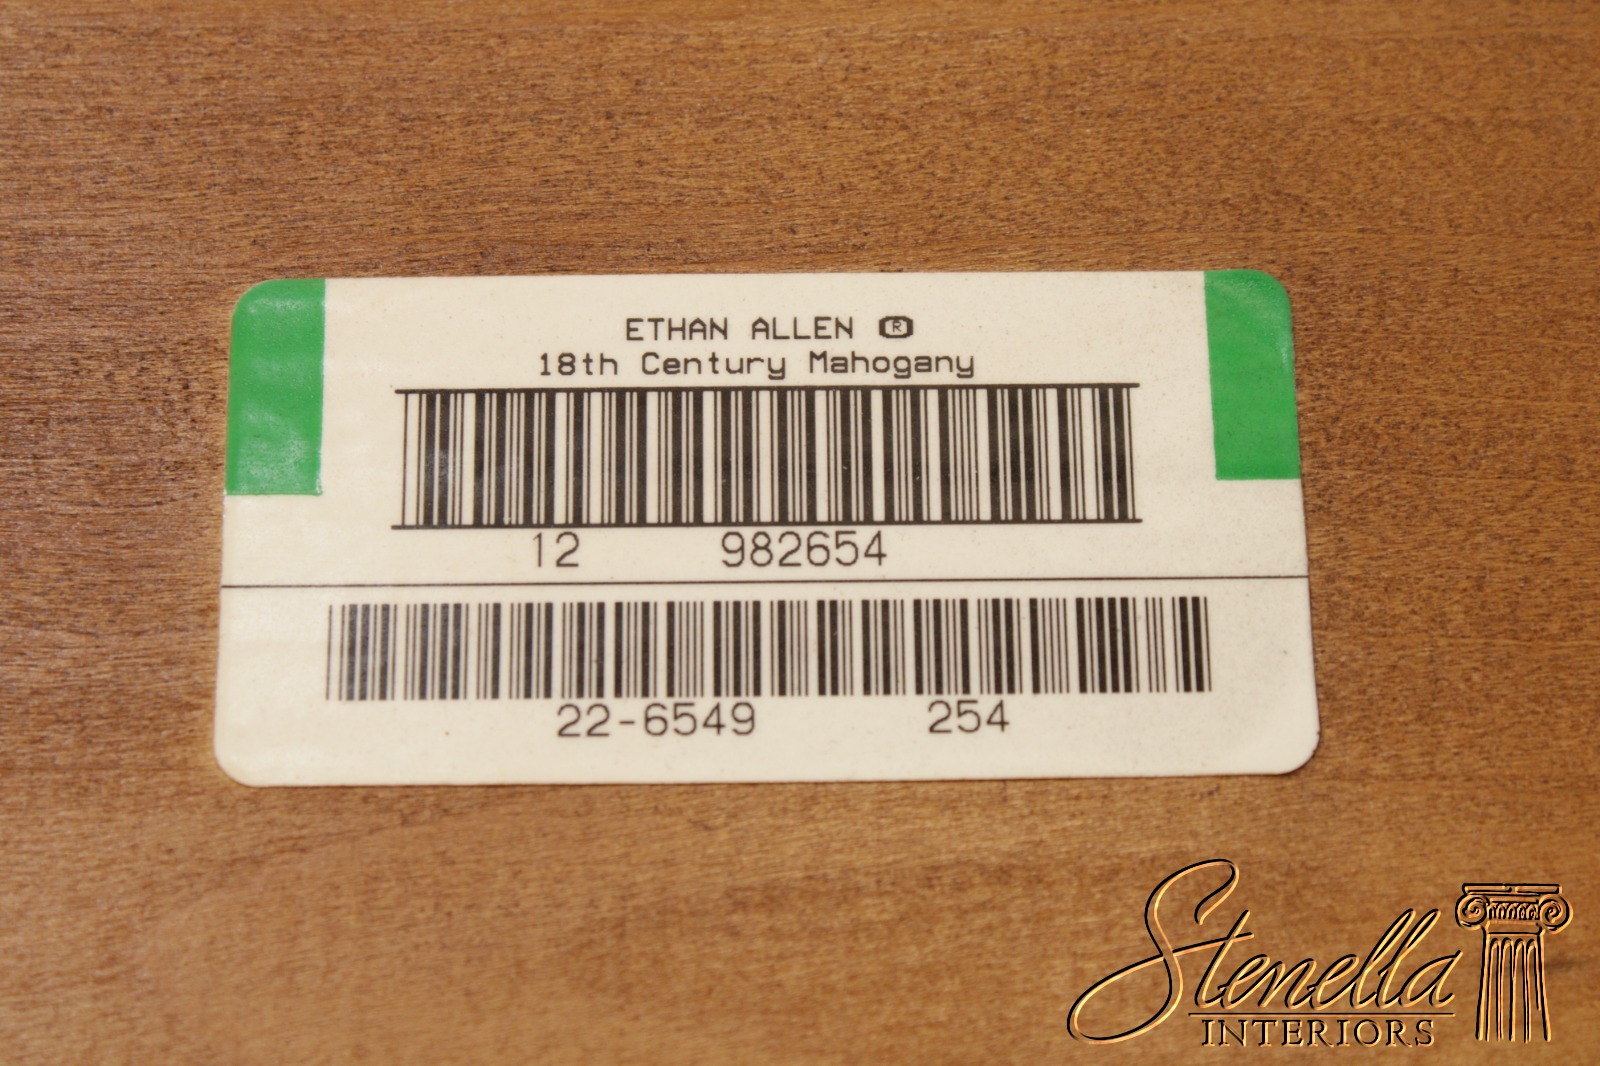 ETHAN ALLEN ®
18th Century Mahogany
12 982654
22-6549 254
Stenella
INTERIORS